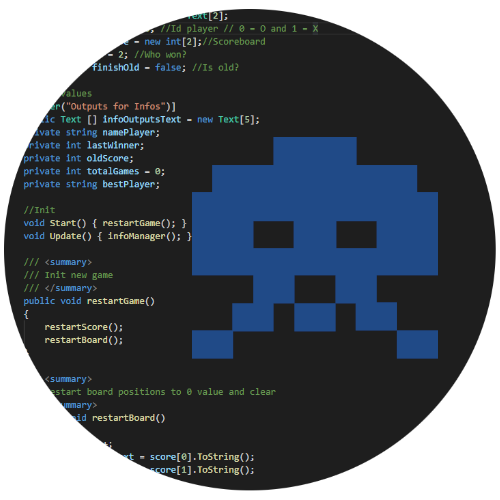 Text[2];
; //Id player // 0 - O and 1 - X
e = new int[2];//Scoreboard
= 2; //Who won?
finishOld = false; //Is old?
alues
er("Outputs for Infos")]
blic Text [] infoOutputsText = new Text[5];
private string namePlayer;
private int lastWinner;
private int oldScore;
private int totalGames = 0;
private string bestPlayer;
//Init
void Start() { restartGame(); }
void Update() { infoManager(); }
/// <summary>
/// Init new game
/// </summary>
public void restartGame()
{
restartScore();
restartBoard();
<summary>
estart board positions to 0 value and clear
ummary>
id restartBoard()
;
xt = score[0].ToString();
score[1].ToString();